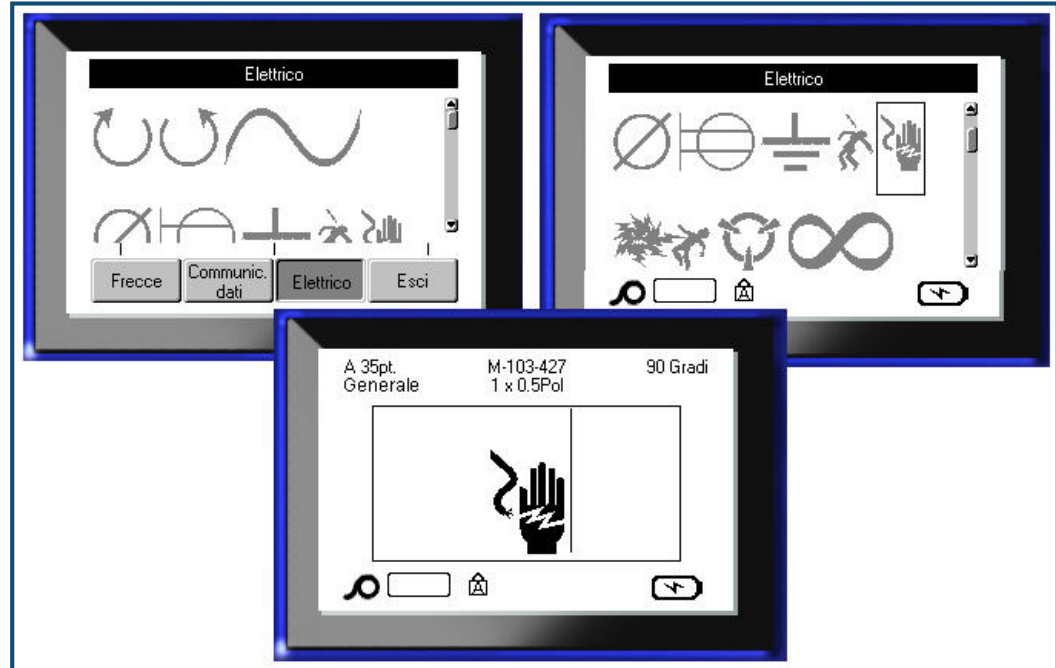 Elettrico
Frecce
Communic.
dati
Elettrico
Esci
Elettrico
A
A 35pt.
Generale
M-103-427
1 x 0.5Pol
90 Gradi
A